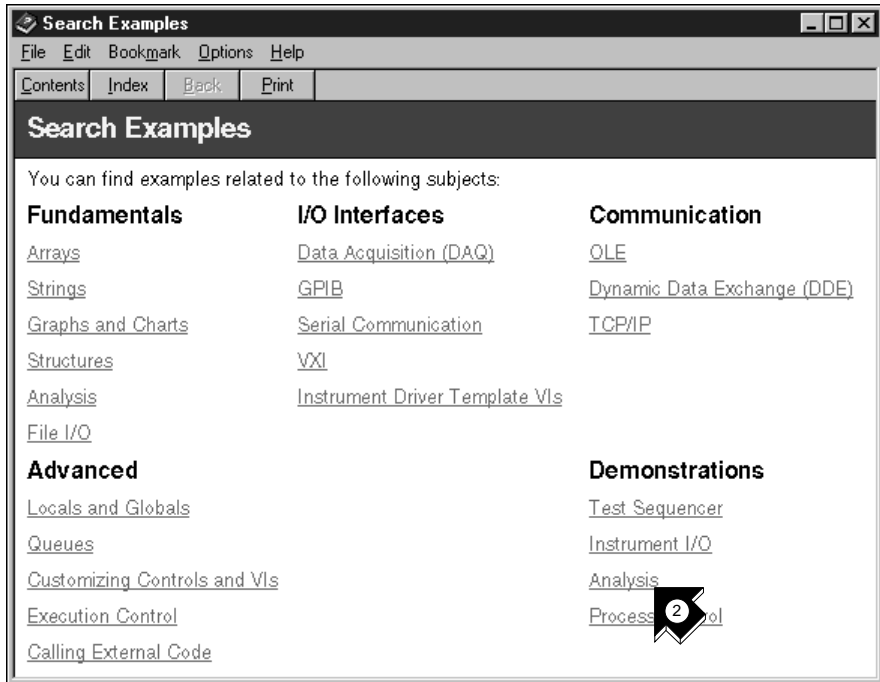 Search Examples
File Edit Bookmark Options Help
Contents Index Back Print
Search Examples
You can find examples related to the following subjects:
Fundamentals
Arrays
Strings
Graphs and Charts
Structures
Analysis
File I/O
I/O Interfaces
Data Acquisition (DAQ)
GPIB
Serial Communication
VXI
Instrument Driver Template VIs
Communication
OLE
Dynamic Data Exchange (DDE)
TCP/IP
Advanced
Locals and Globals
Queues
Customizing Controls and VIs
Execution Control
Calling External Code
Demonstrations
Test Sequencer
Instrument I/O
Analysis
Process
2